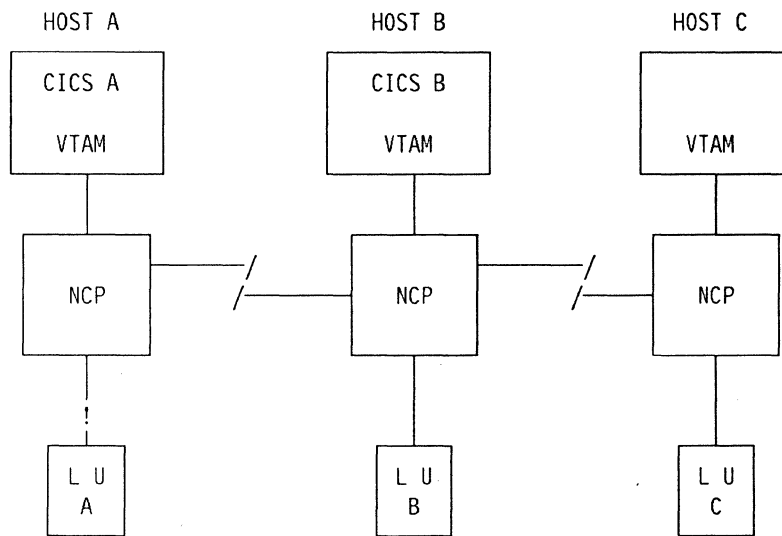 HOST A HOST B HOST C
CICS A CICS B
VTAM VTAM VTAM
NCP NCP NCP
!
L U L U L U
A B C